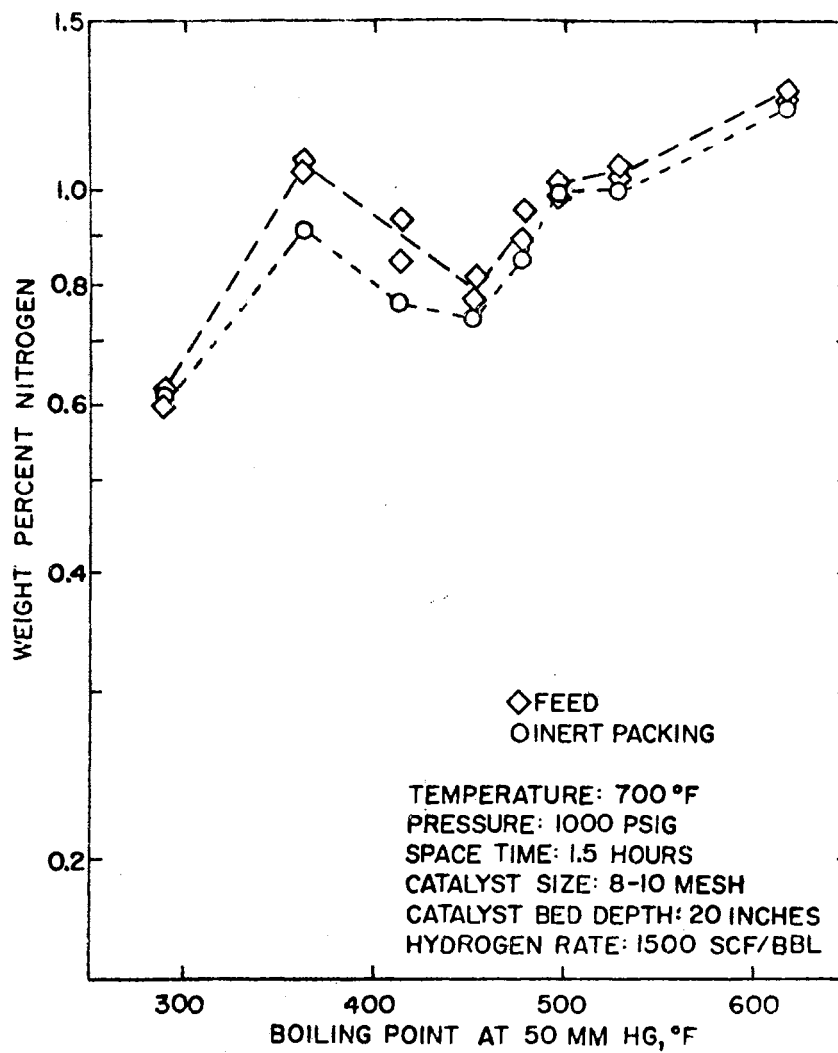 1.5
1.0
0.8
0.6
0.4
0.2
WEIGHT PERCENT NITROGEN
FEED
INERT PACKING
TEMPERATURE: 700 °F
PRESSURE: 1000 PSIG
SPACE TIME: 1.5 HOURS
CATALYST SIZE: 8-10 MESH
CATALYST BED DEPTH: 20 INCHES
HYDROGEN RATE: 1500 SCF/BBL
300 400 500 600
BOILING POINT AT 50 MM HG, °F